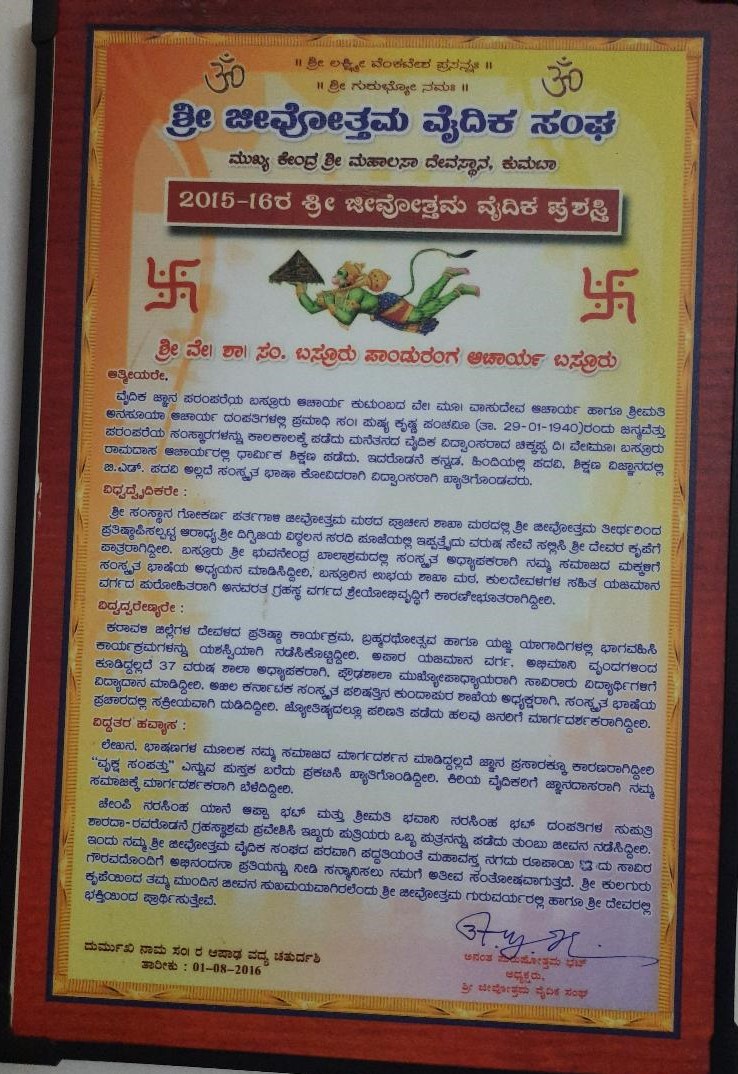 ॥ ಶ್ರೀ ಲಕ್ಷ್ಮೀ ವೆಂಕಟೇಶ ಪ್ರಸನ್ನಃ ॥
॥ ಶ್ರೀ ಗುರುಭ್ಯೋ ನಮಃ ॥
ॐ ॐ
ಶ್ರೀ ಜೀವೋತ್ತಮ ವೈದಿಕ ಸಂಘ
ಮುಖ್ಯ ಕೇಂದ್ರ ಶ್ರೀ ಮಹಾಲಸಾ ದೇವಸ್ಥಾನ, ಕುಮಟಾ
2015-16ರ ಶ್ರೀ ಜೀವೋತ್ತಮ ವೈದಿಕ ಪ್ರಶಸ್ತಿ
ಶ್ರೀ ವೇ। ಶಾ। ಸಂ. ಬಸ್ರೂರು ಪಾಂಡುರಂಗ ಆಚಾರ್ಯ ಬಸ್ರೂರು
ಆತ್ಮೀಯರೇ,
ವೈದಿಕ ಜ್ಞಾನ ಪರಂಪರೆಯ ಬಸ್ರೂರು ಆಚಾರ್ಯ ಕುಟುಂಬದ ವೇ। ಮೂ। ವಾಸುದೇವ ಆಚಾರ್ಯ ಹಾಗೂ ಶ್ರೀಮತಿ
ಅನಸೂಯಾ ಆಚಾರ್ಯ ದಂಪತಿಗಳಲ್ಲಿ ಪ್ರಮಾಥಿ ಸಂ। ಪುಷ್ಯ ಕೃಷ್ಣ ಪಂಚಮಿ (ತಾ. 29-01-1940)ರಂದು ಜನ್ಮವೆತ್ತು
ಪರಂಪರೆಯ ಸಂಸ್ಕಾರಗಳನ್ನು ಕಾಲಕಾಲಕ್ಕೆ ಪಡೆದು ಮನೆತನದ ವೈದಿಕ ವಿದ್ವಾಂಸರಾದ ಚಿಕ್ಕಪ್ಪ ದಿ। ವೇ।ಮೂ। ಬಸ್ರೂರು
ರಾಮದಾಸ ಆಚಾರ್ಯರಲ್ಲಿ ಧಾರ್ಮಿಕ ಶಿಕ್ಷಣ ಪಡೆದು. ಇದರೊಡನೆ ಕನ್ನಡ, ಹಿಂದಿಯಲ್ಲಿ ಪದವಿ, ಶಿಕ್ಷಣ ವಿಜ್ಞಾನದಲ್ಲಿ
ಬಿ.ಎಡ್. ಪದವಿ ಅಲ್ಲದೆ ಸಂಸ್ಕೃತ ಭಾಷಾ ಕೋವಿದರಾಗಿ ವಿದ್ವಾಂಸರಾಗಿ ಖ್ಯಾತಿಗೊಂಡವರು.
ವಿಧ್ವದ್ವೈದಿಕರೇ :
ಶ್ರೀ ಸಂಸ್ಥಾನ ಗೋಕರ್ಣ ಪರ್ತಗಾಳಿ ಜೀವೋತ್ತಮ ಮಠದ ಪ್ರಾಚೀನ ಶಾಖಾ ಮಠದಲ್ಲಿ ಶ್ರೀ ಜೀವೋತ್ತಮ ತೀರ್ಥರಿಂದ
ಪ್ರತಿಷ್ಠಾಪಿಸಲ್ಪಟ್ಟ ಆರಾಧ್ಯ ಶ್ರೀ ದಿಗ್ವಿಜಯ ವಿಠ್ಠಲನ ಸರದಿ ಪೂಜೆಯಲ್ಲಿ ಇಪ್ಪತ್ತೈದು ವರುಷ ಸೇವೆ ಸಲ್ಲಿಸಿ ಶ್ರೀ ದೇವರ ಕೃಪೆಗೆ
ಪಾತ್ರರಾಗಿದ್ದೀರಿ. ಬಸ್ರೂರು ಶ್ರೀ ಭುವನೇಂದ್ರ ಬಾಲಾಶ್ರಮದಲ್ಲಿ ಸಂಸ್ಕೃತ ಅಧ್ಯಾಪಕರಾಗಿ ನಮ್ಮ ಸಮಾಜದ ಮಕ್ಕಳಿಗೆ
ಸಂಸ್ಕೃತ ಭಾಷೆಯ ಅಧ್ಯಯನ ಮಾಡಿಸಿದ್ದೀರಿ. ಬಸ್ರೂರಿನ ಉಭಯ ಶಾಖಾ ಮಠ, ಕುಲದೇವಳಗಳ ಸಹಿತ ಯಜಮಾನ
ವರ್ಗದ ಪುರೋಹಿತರಾಗಿ ಅನವರತ ಗ್ರಹಸ್ಥ ವರ್ಗದ ಶ್ರೇಯೋಭಿವೃದ್ಧಿಗೆ ಕಾರಣೀಭೂತರಾಗಿದ್ದೀರಿ.
ವಿದ್ವದ್ವರೇಣ್ಯರೇ :
ಕರಾವಳಿ ಜಿಲ್ಲೆಗಳ ದೇವಳದ ಪ್ರತಿಷ್ಠಾ ಕಾರ್ಯಕ್ರಮ, ಬ್ರಹ್ಮರಥೋತ್ಸವ ಹಾಗೂ ಯಜ್ಞ ಯಾಗಾದಿಗಳಲ್ಲಿ ಭಾಗವಹಿಸಿ
ಕಾರ್ಯಕ್ರಮಗಳನ್ನು ಯಶಸ್ವಿಯಾಗಿ ನಡೆಸಿಕೊಟ್ಟಿದ್ದೀರಿ. ಅಪಾರ ಯಜಮಾನ ವರ್ಗ, ಅಭಿಮಾನಿ ವೃಂದಗಳಿಂದ
ಕೂಡಿದ್ದಲ್ಲದೆ 37 ವರುಷ ಶಾಲಾ ಅಧ್ಯಾಪಕರಾಗಿ, ಪ್ರೌಢಶಾಲಾ ಮುಖ್ಯೋಪಾಧ್ಯಾಯರಾಗಿ ಸಾವಿರಾರು ವಿದ್ಯಾರ್ಥಿಗಳಿಗೆ
ವಿದ್ಯಾದಾನ ಮಾಡಿದ್ದೀರಿ. ಅಖಿಲ ಕರ್ನಾಟಕ ಸಂಸ್ಕೃತ ಪರಿಷತ್ತಿನ ಕುಂದಾಪುರ ಶಾಖೆಯ ಅಧ್ಯಕ್ಷರಾಗಿ, ಸಂಸ್ಕೃತ ಭಾಷೆಯ
ಪ್ರಚಾರದಲ್ಲಿ ಸಕ್ರೀಯವಾಗಿ ದುಡಿದಿದ್ದೀರಿ. ಜ್ಯೋತಿಷ್ಯದಲ್ಲೂ ಪರಿಣತಿ ಪಡೆದು ಹಲವು ಜನರಿಗೆ ಮಾರ್ಗದರ್ಶಕರಾಗಿದ್ದೀರಿ.
ವಿದ್ವತರ ಹವ್ಯಾಸ :
ಲೇಖನ, ಭಾಷಣಗಳ ಮೂಲಕ ನಮ್ಮ ಸಮಾಜದ ಮಾರ್ಗದರ್ಶನ ಮಾಡಿದ್ದಲ್ಲದೆ ಜ್ಞಾನ ಪ್ರಸಾರಕ್ಕೂ ಕಾರಣರಾಗಿದ್ದೀರಿ
"ವೃಕ್ಷ ಸಂಪತ್ತು" ಎನ್ನುವ ಪುಸ್ತಕ ಬರೆದು ಪ್ರಕಟಿಸಿ ಖ್ಯಾತಿಗೊಂಡಿದ್ದೀರಿ. ಕಿರಿಯ ವೈದಿಕರಿಗೆ ಜ್ಞಾನದಾಸರಾಗಿ ನಮ್ಮ
ಸಮಾಜಕ್ಕೆ ಮಾರ್ಗದರ್ಶಕರಾಗಿ ಬೆಳೆದಿದ್ದೀರಿ.
ಚೇಂಪಿ ನರಸಿಂಹ ಯಾನೆ ಆಪ್ಪಾ ಭಟ್ ಮತ್ತು ಶ್ರೀಮತಿ ಭವಾನಿ ನರಸಿಂಹ ಭಟ್ ದಂಪತಿಗಳ ಸುಪುತ್ರಿ
ಶಾರದಾ-ರವರೊಡನೆ ಗ್ರಹಸ್ಥಾಶ್ರಮ ಪ್ರವೇಶಿಸಿ ಇಬ್ಬರು ಪುತ್ರಿಯರು ಒಬ್ಬ ಪುತ್ರನನ್ನು ಪಡೆದು ತುಂಬು ಜೀವನ ನಡೆಸಿದ್ದೀರಿ.
ಇಂದು ನಮ್ಮ ಶ್ರೀ ಜೀವೋತ್ತಮ ವೈದಿಕ ಸಂಘದ ಪರವಾಗಿ ಪದ್ಧತಿಯಂತೆ ಮಹಾವಸ್ತ್ರ ನಗದು ರೂಪಾಯಿ ದು ಸಾವಿರ
ಗೌರವದೊಂದಿಗೆ ಅಭಿನಂದನಾ ಪ್ರತಿಯನ್ನು ನೀಡಿ ಸನ್ಮಾನಿಸಲು ನಮಗೆ ಅತೀವ ಸಂತೋಷವಾಗುತ್ತದೆ. ಶ್ರೀ ಕುಲಗುರು
ಕೃಪೆಯಿಂದ ತಮ್ಮ ಮುಂದಿನ ಜೀವನ ಸುಖಮಯವಾಗಿರಲೆಂದು ಶ್ರೀ ಜೀವೋತ್ತಮ ಗುರುವರ್ಯರಲ್ಲಿ ಹಾಗೂ ಶ್ರೀ ದೇವರಲ್ಲಿ
ಭಕ್ತಿಯಿಂದ ಪ್ರಾರ್ಥಿಸುತ್ತೇವೆ.
ದುರ್ಮುಖಿ ನಾಮ ಸಂ। ರ ಆಷಾಢ ವದ್ಯ ಚತುರ್ದಶಿ
ತಾರೀಕು : 01-08-2016
ಅನಂತ ಪುರುಷೋತ್ತಮ ಭಟ್
ಅಧ್ಯಕ್ಷರು,
ಶ್ರೀ ಜೀವೋತ್ತಮ ವೈದಿಕ ಸಂಘ